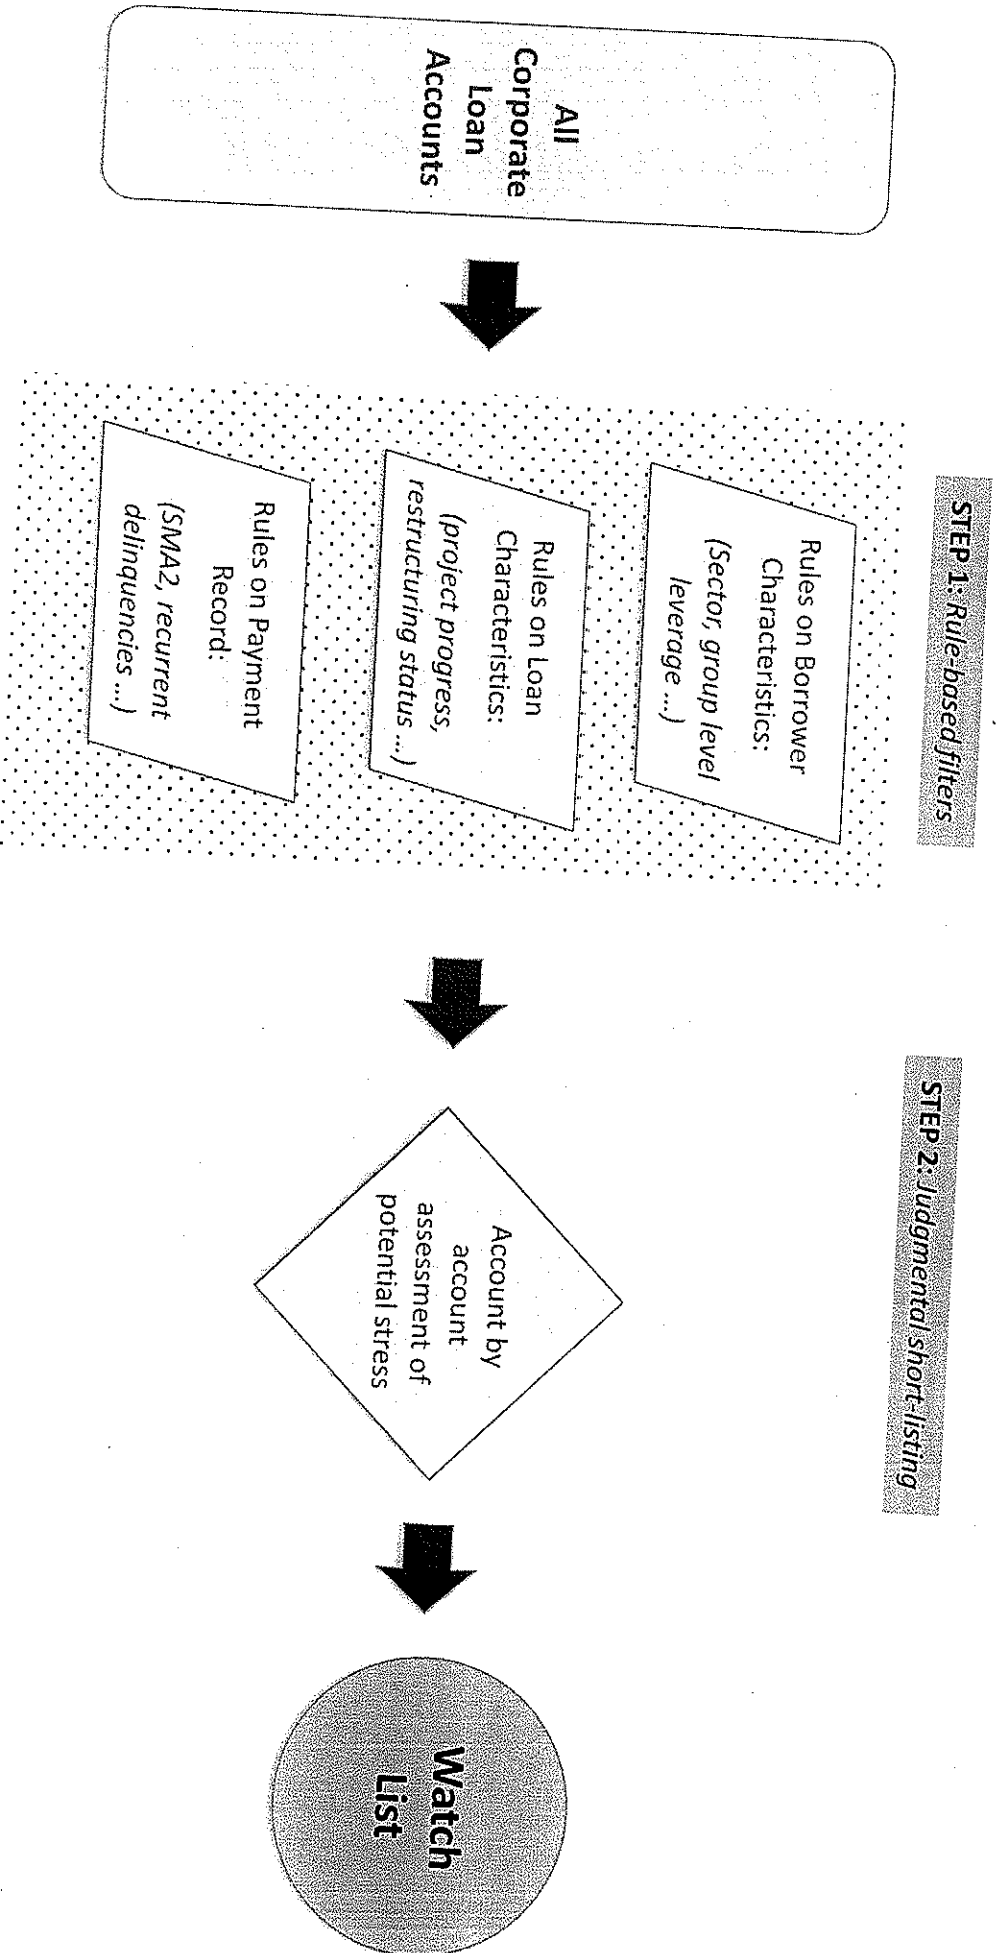 All
Corporate
Loan
Accounts
STEP 1: Rule-based filters
Rules on Borrower
Characteristics:
(Sector, group level
leverage ...)
Rules on Loan
Characteristics:
(project progress,
restructuring status ...)
Rules on Payment
Record:
(SMA2, recurrent
delinquencies ...)
STEP 2: Judgmental short-listing
Account by
account
assessment of
potential stress
Watch
List